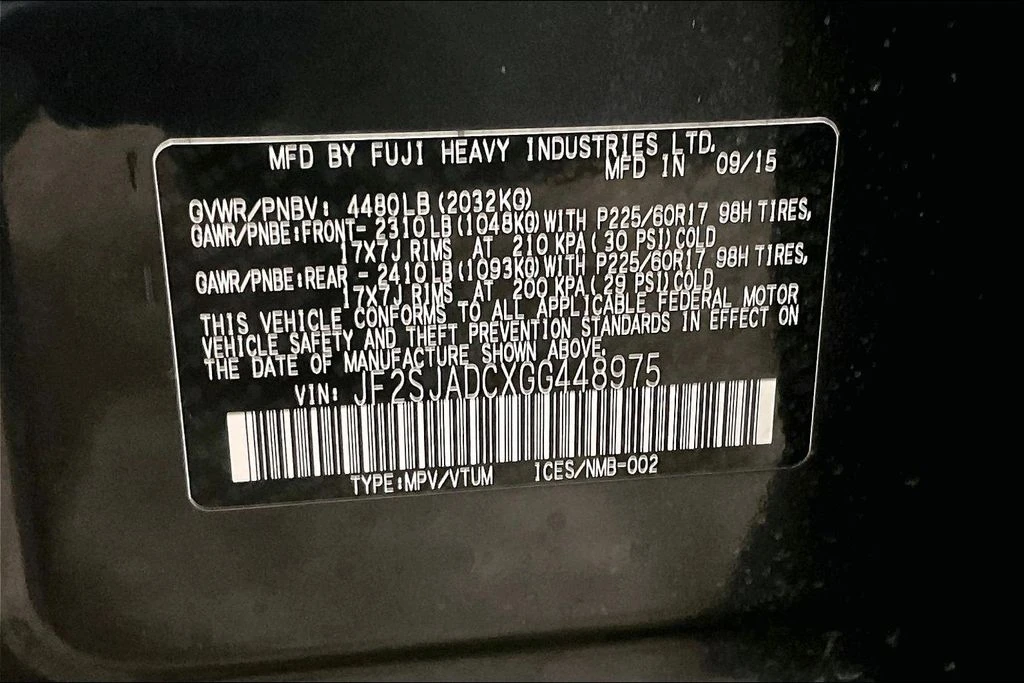 MFD BY FUJI HEAVY INDUSTRIES LTD.
MFD IN 09/15
GVWR/PNBV: 4480LB (2032KG)
GAWR/PNBE:FRONT- 2310LB(1048KG)WITH P225/60R17 98H TIRES,
17X7J RIMS AT 210 KPA( 30 PSI)COLD
GAWR/PNBE:REAR - 2410LB(1093KG)WITH P225/60R17 98H TIRES,
17X7J RIMS AT 200 KPA( 29 PSI)COLD
THIS VEHICLE CONFORMS TO ALL APPLICABLE FEDERAL MOTOR
VEHICLE SAFETY AND THEFT PREVENTION STANDARDS IN EFFECT ON
THE DATE OF MANUFACTURE SHOWN ABOVE.
VIN: JF2SJADCXGG448975
TYPE:MPV/VTUM ICES/NMB-002